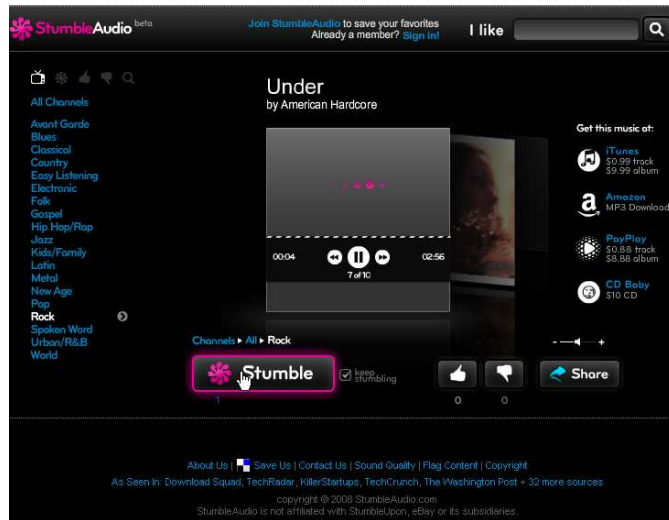 StumbleAudio beta
Join StumbleAudio to save your favorites
Already a member? Sign in!
I like
All Channels
Avant Garde
Blues
Classical
Country
Easy Listening
Electronic
Folk
Gospel
Hip Hop/Rap
Jazz
Kids/Family
Latin
Metal
New Age
Pop
Rock
Spoken Word
Urban/R&B
World
Under
by American Hardcore
00:04
02:56
7 of 10
Get this music at:
iTunes
$0.99 track
$9.99 album
Amazon
MP3 Download
PayPlay
$0.88 track
$8.88 album
CD Baby
$10 CD
Channels ▸ All ▸ Rock
- +
Stumble
keep stumbling
Share
1
0
0
About Us | Save Us | Contact Us | Sound Quality | Flag Content | Copyright
As Seen In: Download Squad, TechRadar, KillerStartups, TechCrunch, The Washington Post + 32 more sources
copyright © 2008 StumbleAudio.com
StumbleAudio is not affiliated with StumbleUpon, eBay or its subsidiaries.